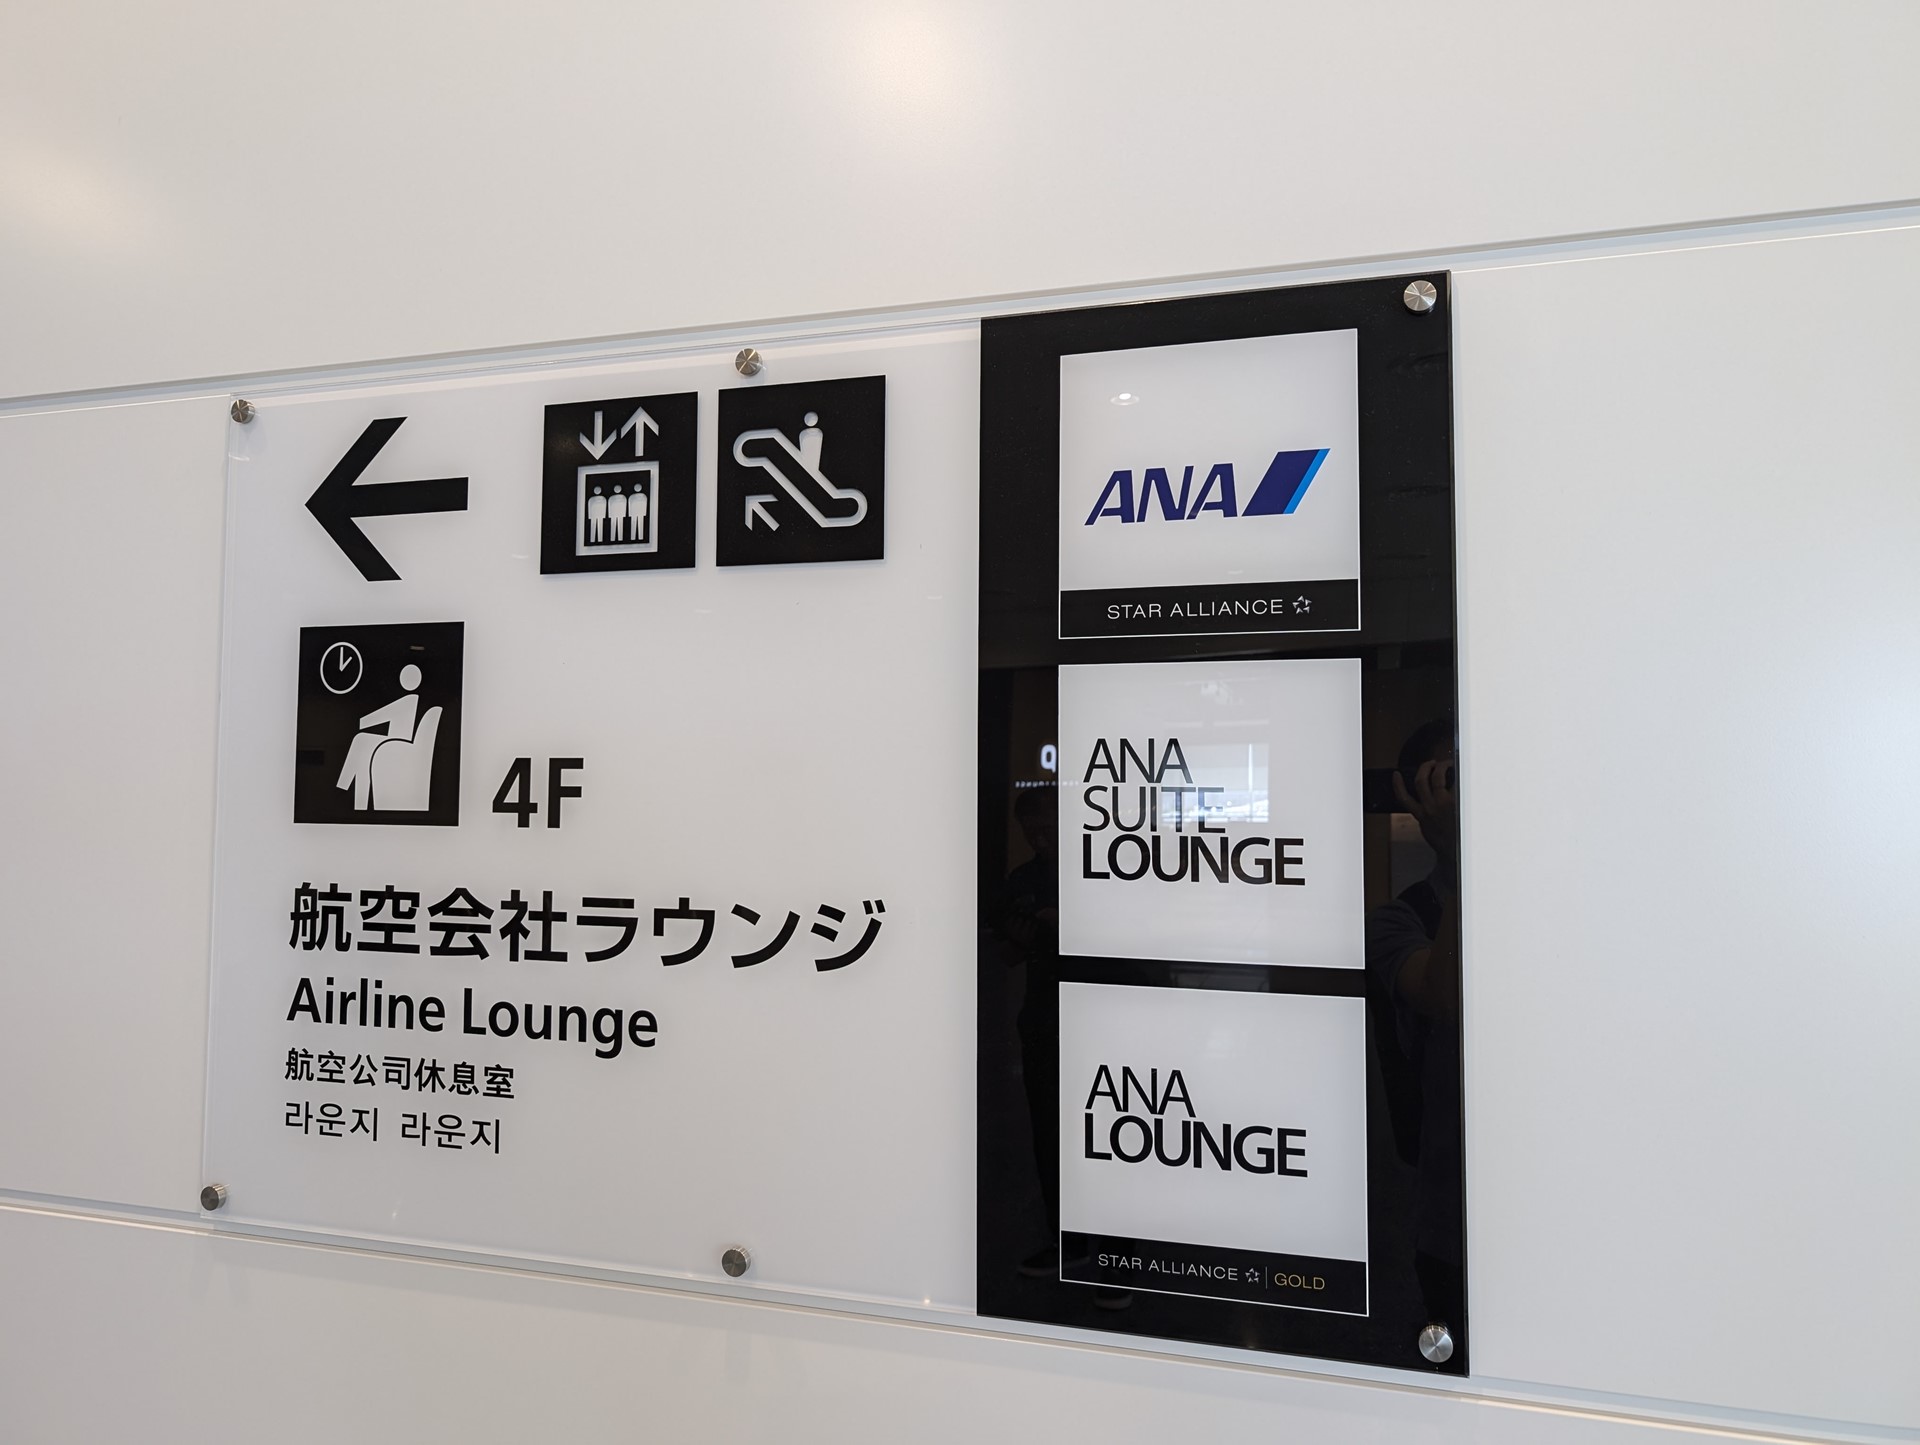 4F
航空会社ラウンジ
Airline Lounge
航空公司休息室
라운지 라운지
ANA
STAR ALLIANCE
ANA
SUITE
LOUNGE
ANA
LOUNGE
STAR ALLIANCE | GOLD